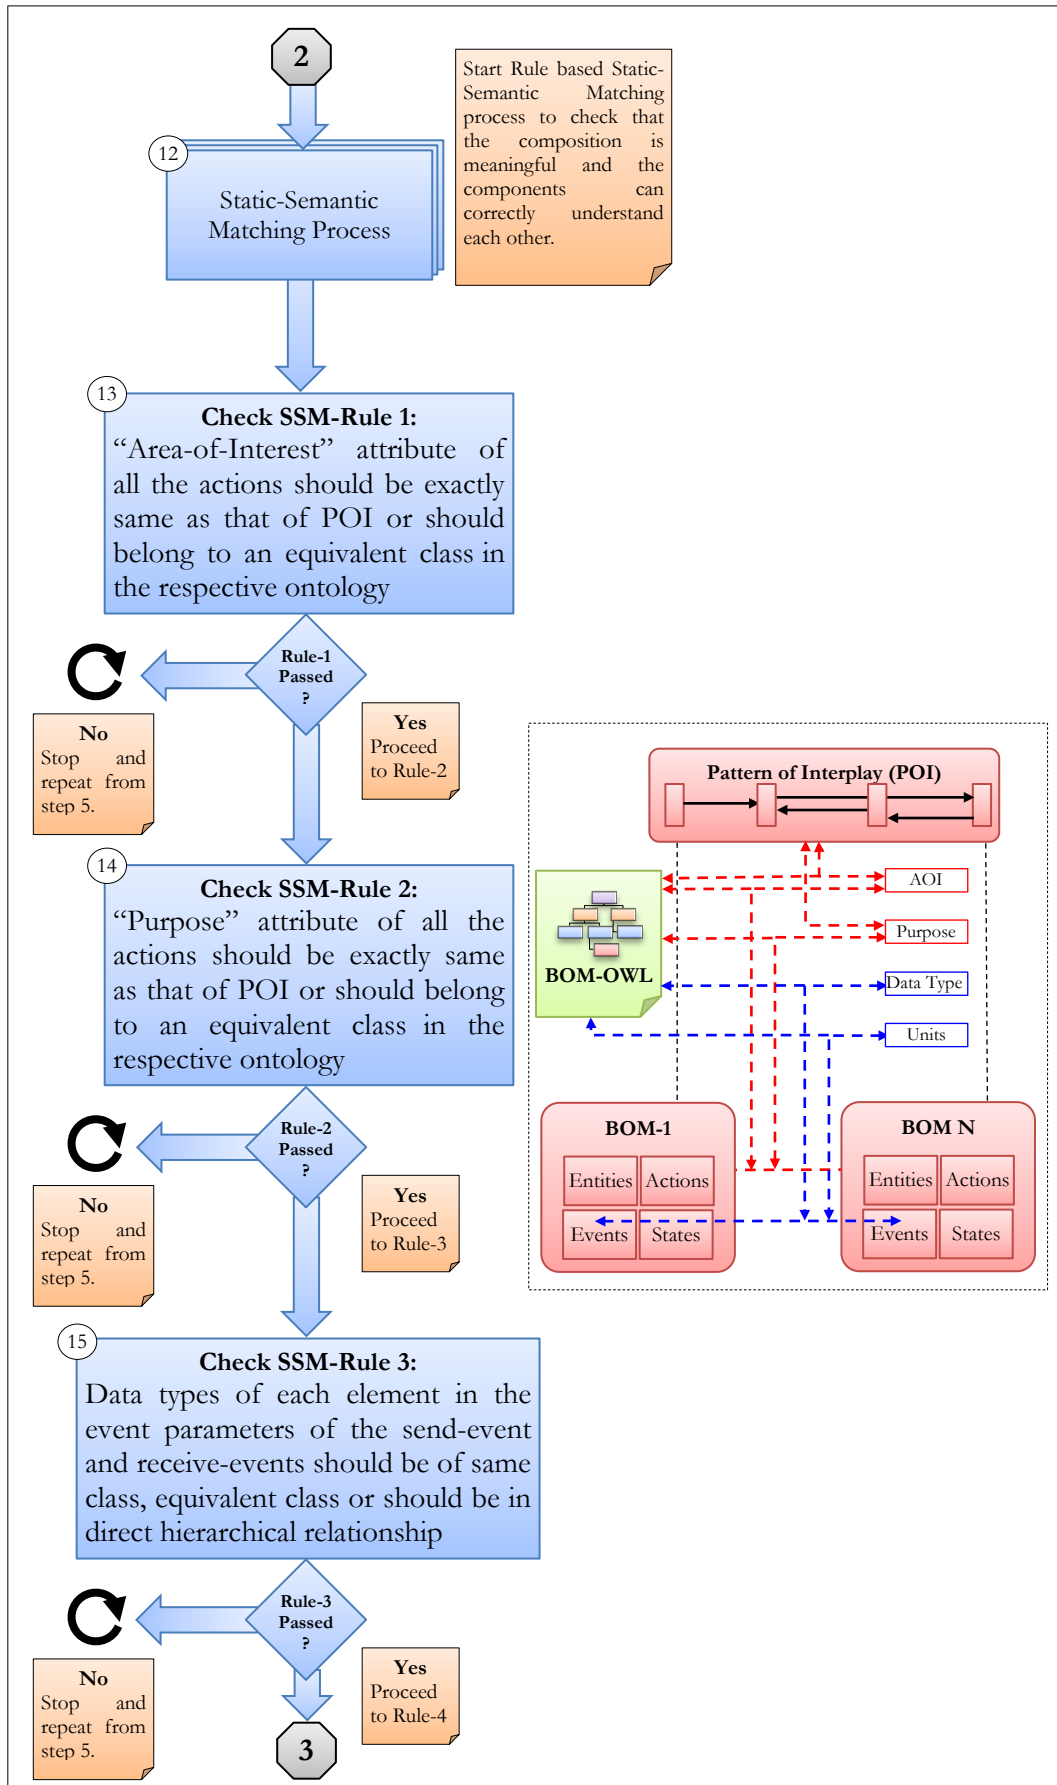 2
Start Rule based Static-
Semantic Matching
process to check that
the composition is
meaningful and the
components can
correctly understand
each other.
12
Static-Semantic
Matching Process
13
Check SSM-Rule 1:
“Area-of-Interest” attribute of
all the actions should be exactly
same as that of POI or should
belong to an equivalent class in
the respective ontology
Rule-1
Passed
?
No
Stop and
repeat from
step 5.
Yes
Proceed
to Rule-2
14
Check SSM-Rule 2:
“Purpose” attribute of all the
actions should be exactly same
as that of POI or should belong
to an equivalent class in the
respective ontology
Rule-2
Passed
?
No
Stop and
repeat from
step 5.
Yes
Proceed
to Rule-3
15
Check SSM-Rule 3:
Data types of each element in the
event parameters of the send-event
and receive-events should be of same
class, equivalent class or should be in
direct hierarchical relationship
Rule-3
Passed
?
No
Stop and
repeat from
step 5.
Yes
Proceed
to Rule-4
3
Pattern of Interplay (POI)
AOI
Purpose
BOM-OWL
Data Type
Units
BOM-1
Entities Actions
Events States
BOM N
Entities Actions
Events States